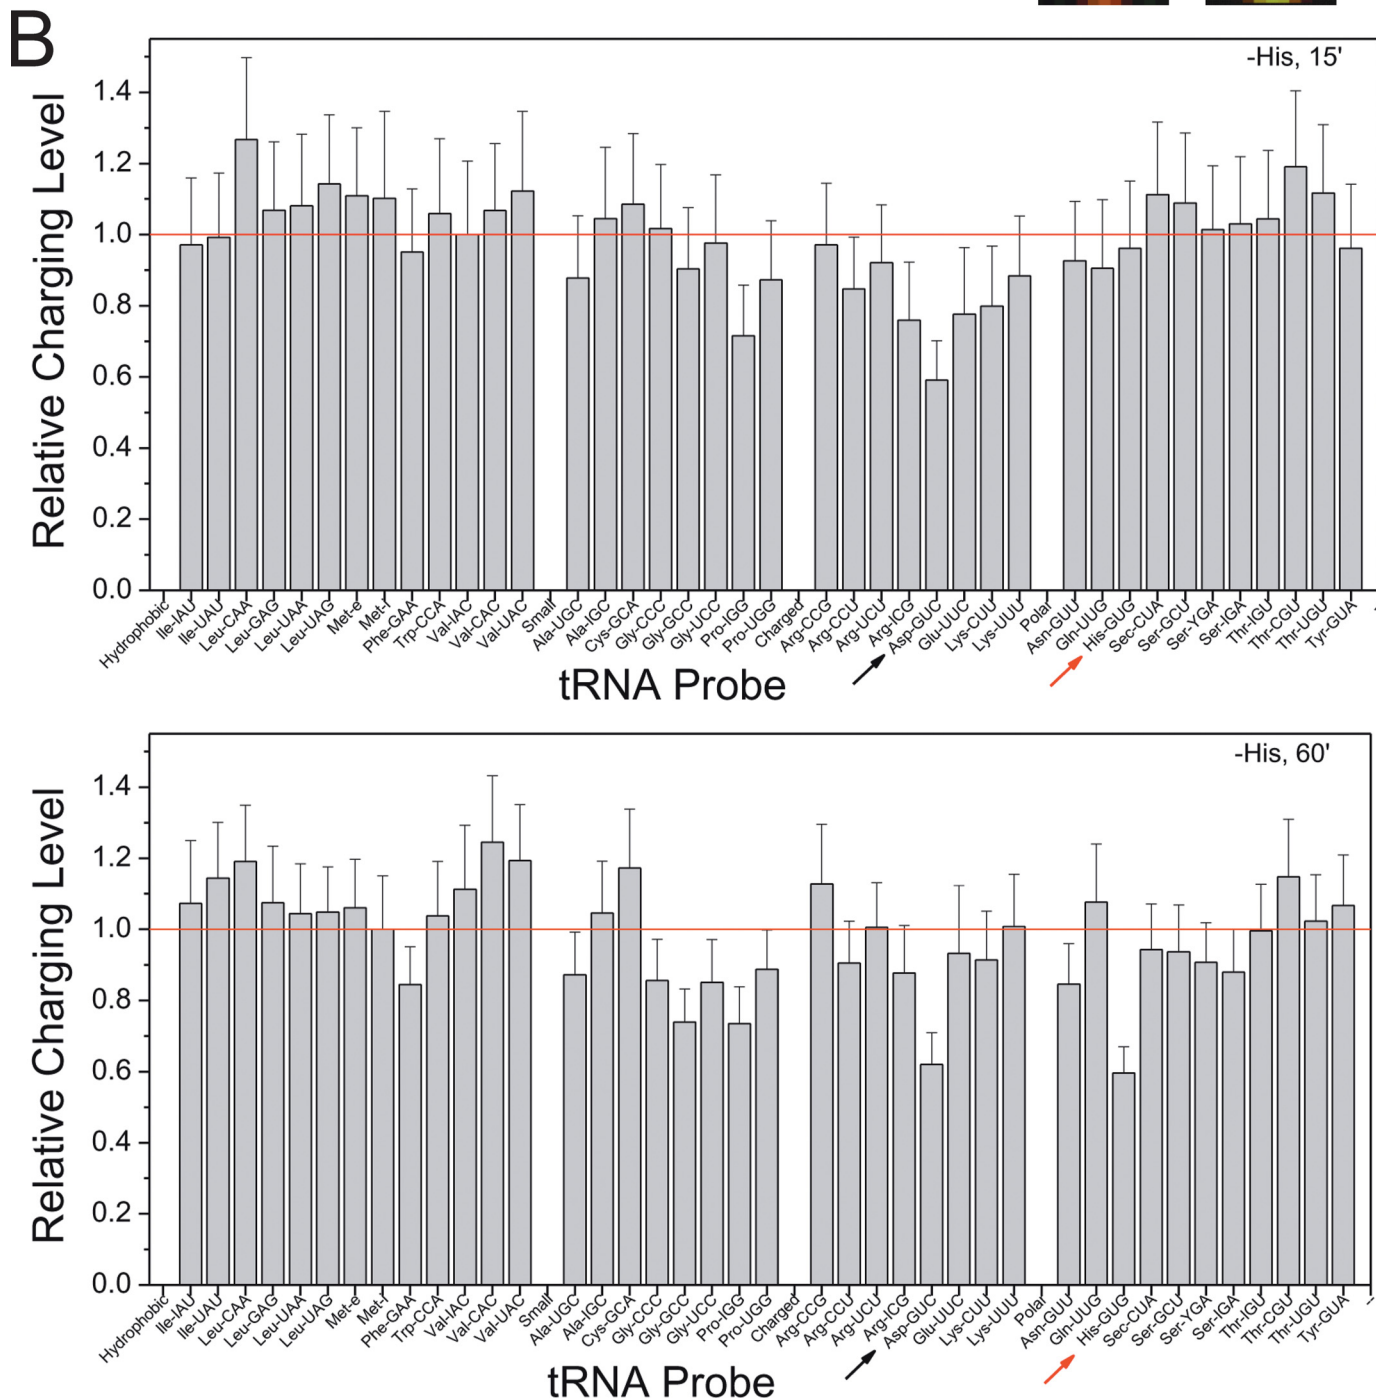 B
-His, 15'
Relative Charging Level
1.4
1.2
1.0
0.8
0.6
0.4
0.2
0.0
Hydrophobic
Ile-IAU
Ile-UAU
Leu-CAA
Leu-GAG
Leu-UAA
Leu-UAG
Met-e
Met-i
Phe-GAA
Trp-CCA
Val-IAC
Val-CAC
Val-UAC
Small
Ala-UGC
Ala-IGC
Cys-GCA
Gly-CCC
Gly-GCC
Gly-UCC
Pro-IGG
Pro-UGG
Charged
Arg-CCG
Arg-CCU
Arg-UCU
Arg-ICG
Asp-GUC
Glu-UUC
Lys-CUU
Lys-UUU
Polar
Asn-GUU
Gln-UUG
His-GUG
Sec-CUA
Ser-GCU
Ser-YGA
Ser-IGA
Thr-IGU
Thr-CGU
Thr-UGU
Tyr-GUA
tRNA Probe
-His, 60'
Relative Charging Level
1.4
1.2
1.0
0.8
0.6
0.4
0.2
0.0
Hydrophobic
Ile-IAU
Ile-UAU
Leu-CAA
Leu-GAG
Leu-UAA
Leu-UAG
Met-e
Met-i
Phe-GAA
Trp-CCA
Val-IAC
Val-CAC
Val-UAC
Small
Ala-UGC
Ala-IGC
Cys-GCA
Gly-CCC
Gly-GCC
Gly-UCC
Pro-IGG
Pro-UGG
Charged
Arg-CCG
Arg-CCU
Arg-UCU
Arg-ICG
Asp-GUC
Glu-UUC
Lys-CUU
Lys-UUU
Polar
Asn-GUU
Gln-UUG
His-GUG
Sec-CUA
Ser-GCU
Ser-YGA
Ser-IGA
Thr-IGU
Thr-CGU
Thr-UGU
Tyr-GUA
--
tRNA Probe